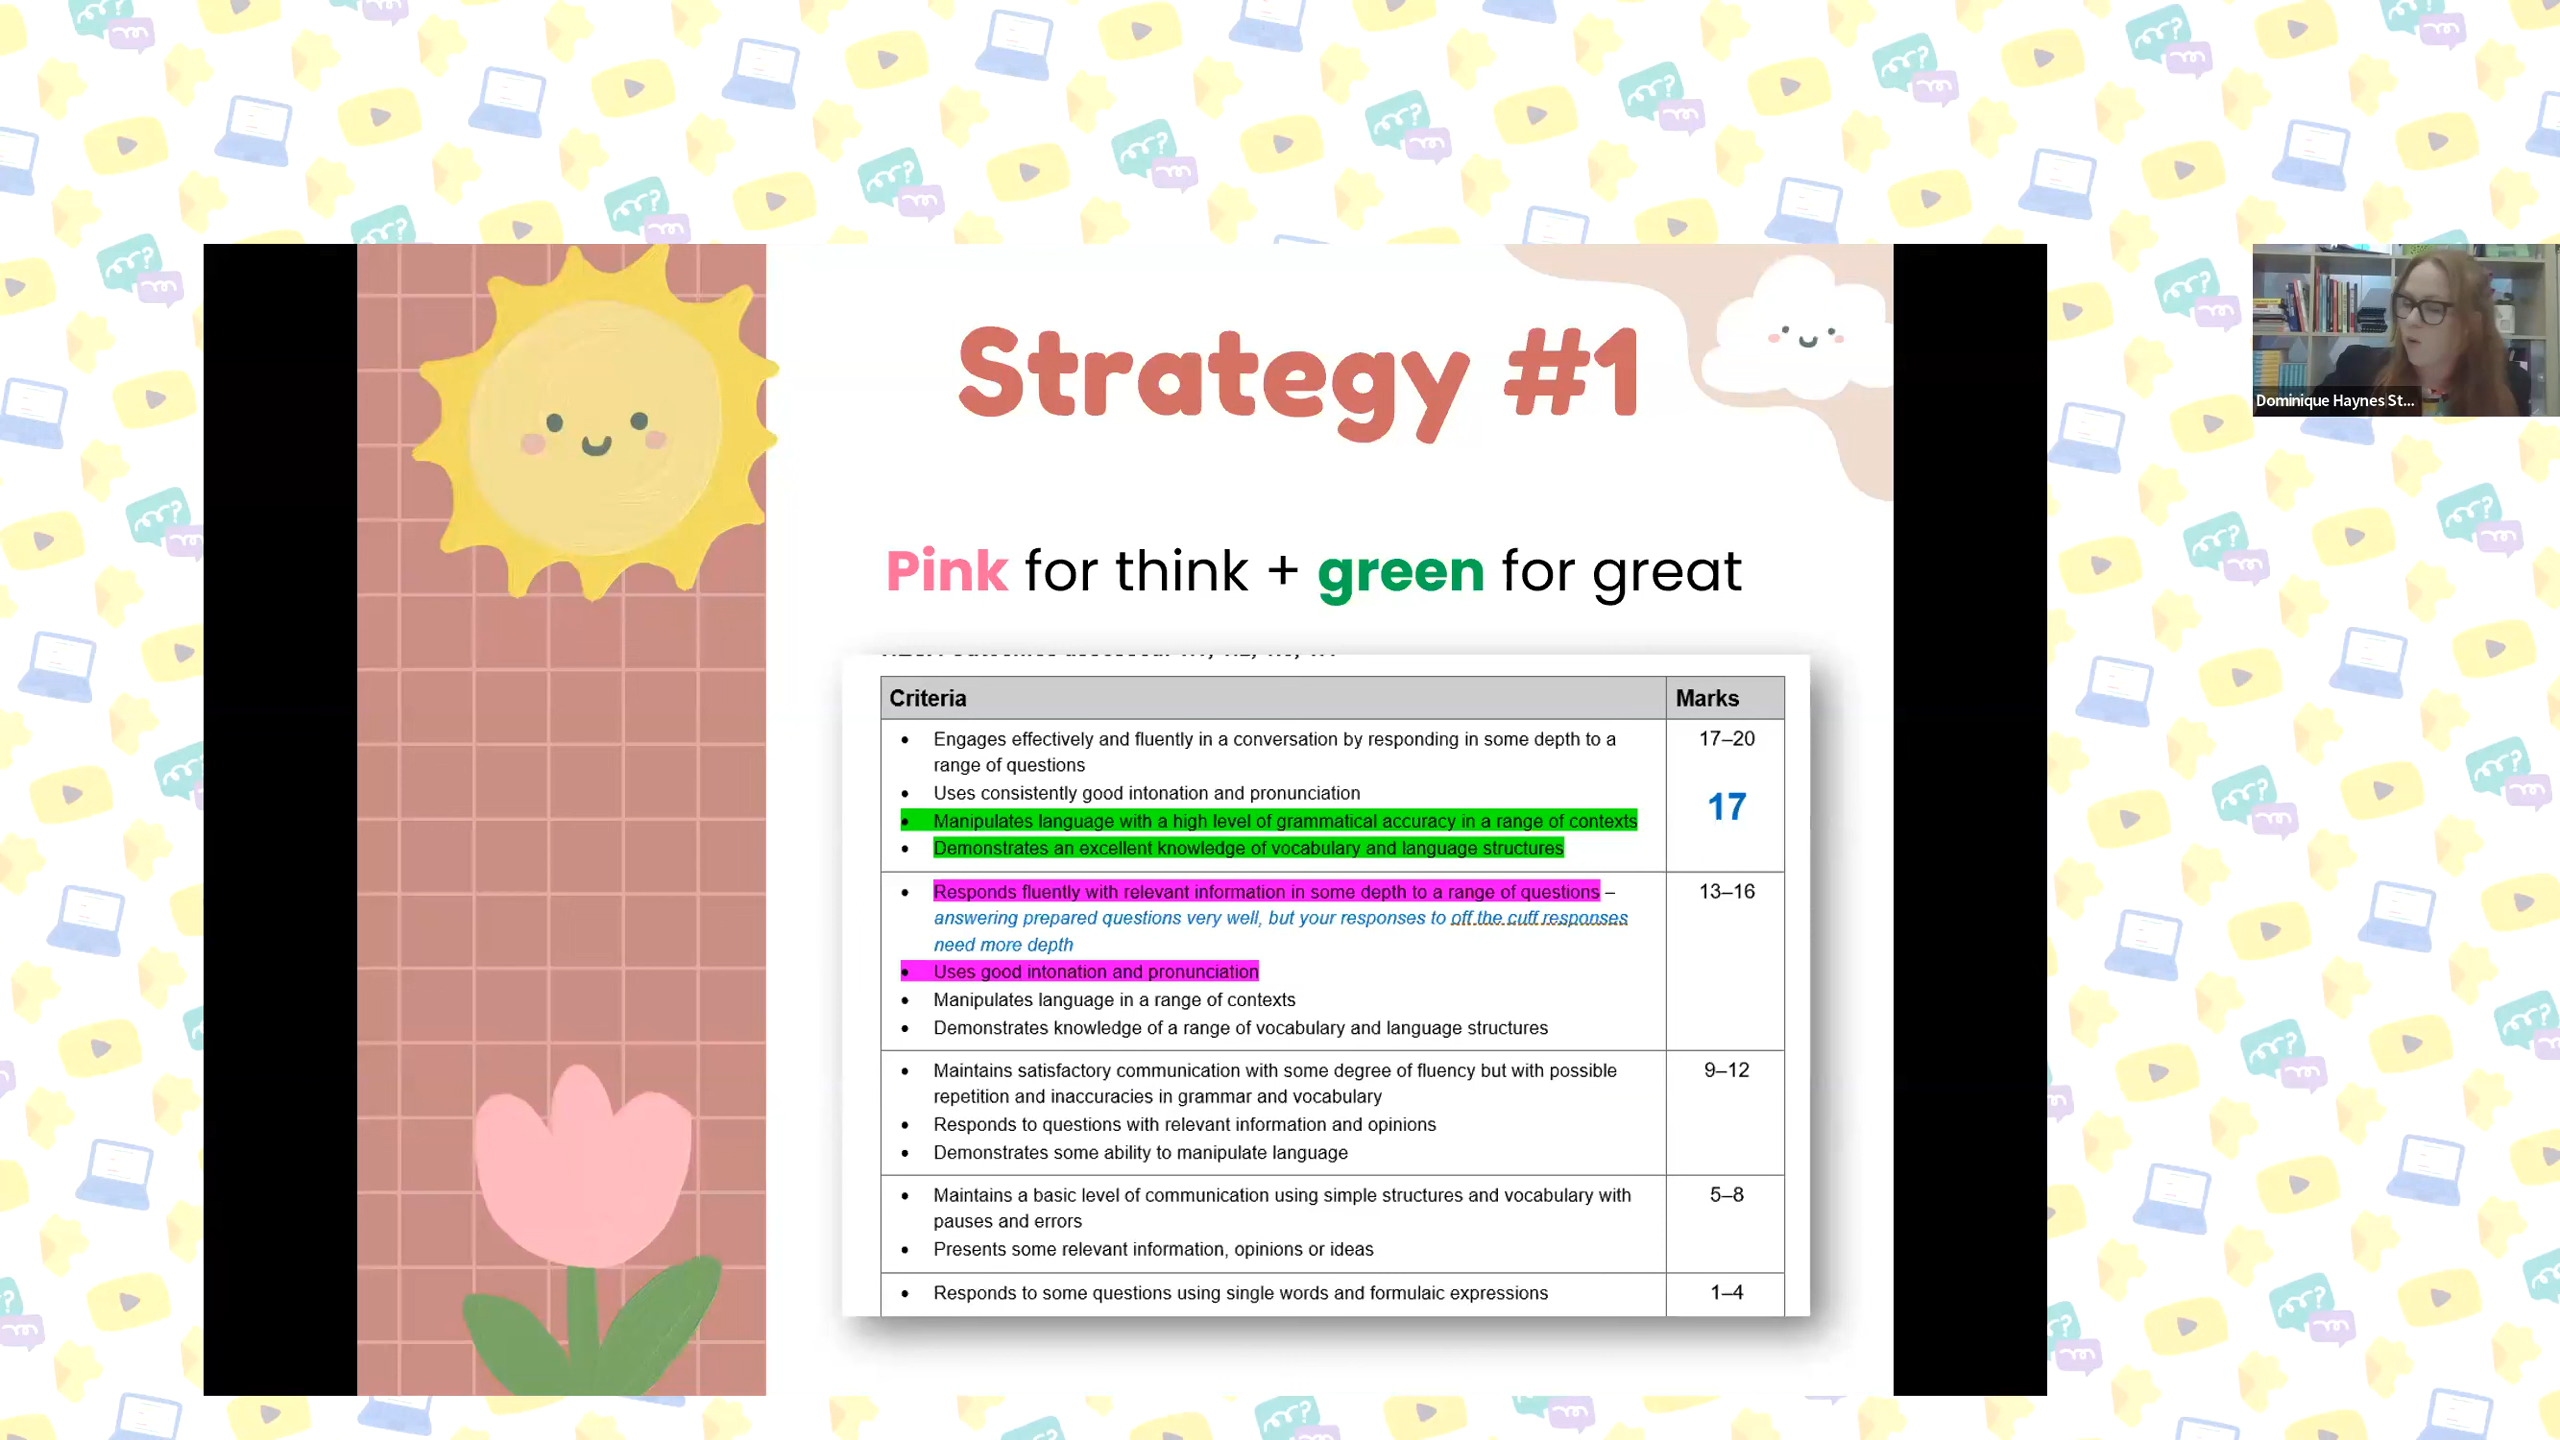 Strategy #1
Dominique Haynes St...
Pink for think + green for great
Criteria
Marks
• Engages effectively and fluently in a conversation by responding in some depth to a
range of questions
• Uses consistently good intonation and pronunciation
• Manipulates language with a high level of grammatical accuracy in a range of contexts
• Demonstrates an excellent knowledge of vocabulary and language structures
17–20
17
• Responds fluently with relevant information in some depth to a range of questions –
answering prepared questions very well, but your responses to off the cuff responses
need more depth
• Uses good intonation and pronunciation
• Manipulates language in a range of contexts
• Demonstrates knowledge of a range of vocabulary and language structures
13–16
• Maintains satisfactory communication with some degree of fluency but with possible
repetition and inaccuracies in grammar and vocabulary
• Responds to questions with relevant information and opinions
• Demonstrates some ability to manipulate language
9–12
• Maintains a basic level of communication using simple structures and vocabulary with
pauses and errors
• Presents some relevant information, opinions or ideas
5–8
• Responds to some questions using single words and formulaic expressions
1–4